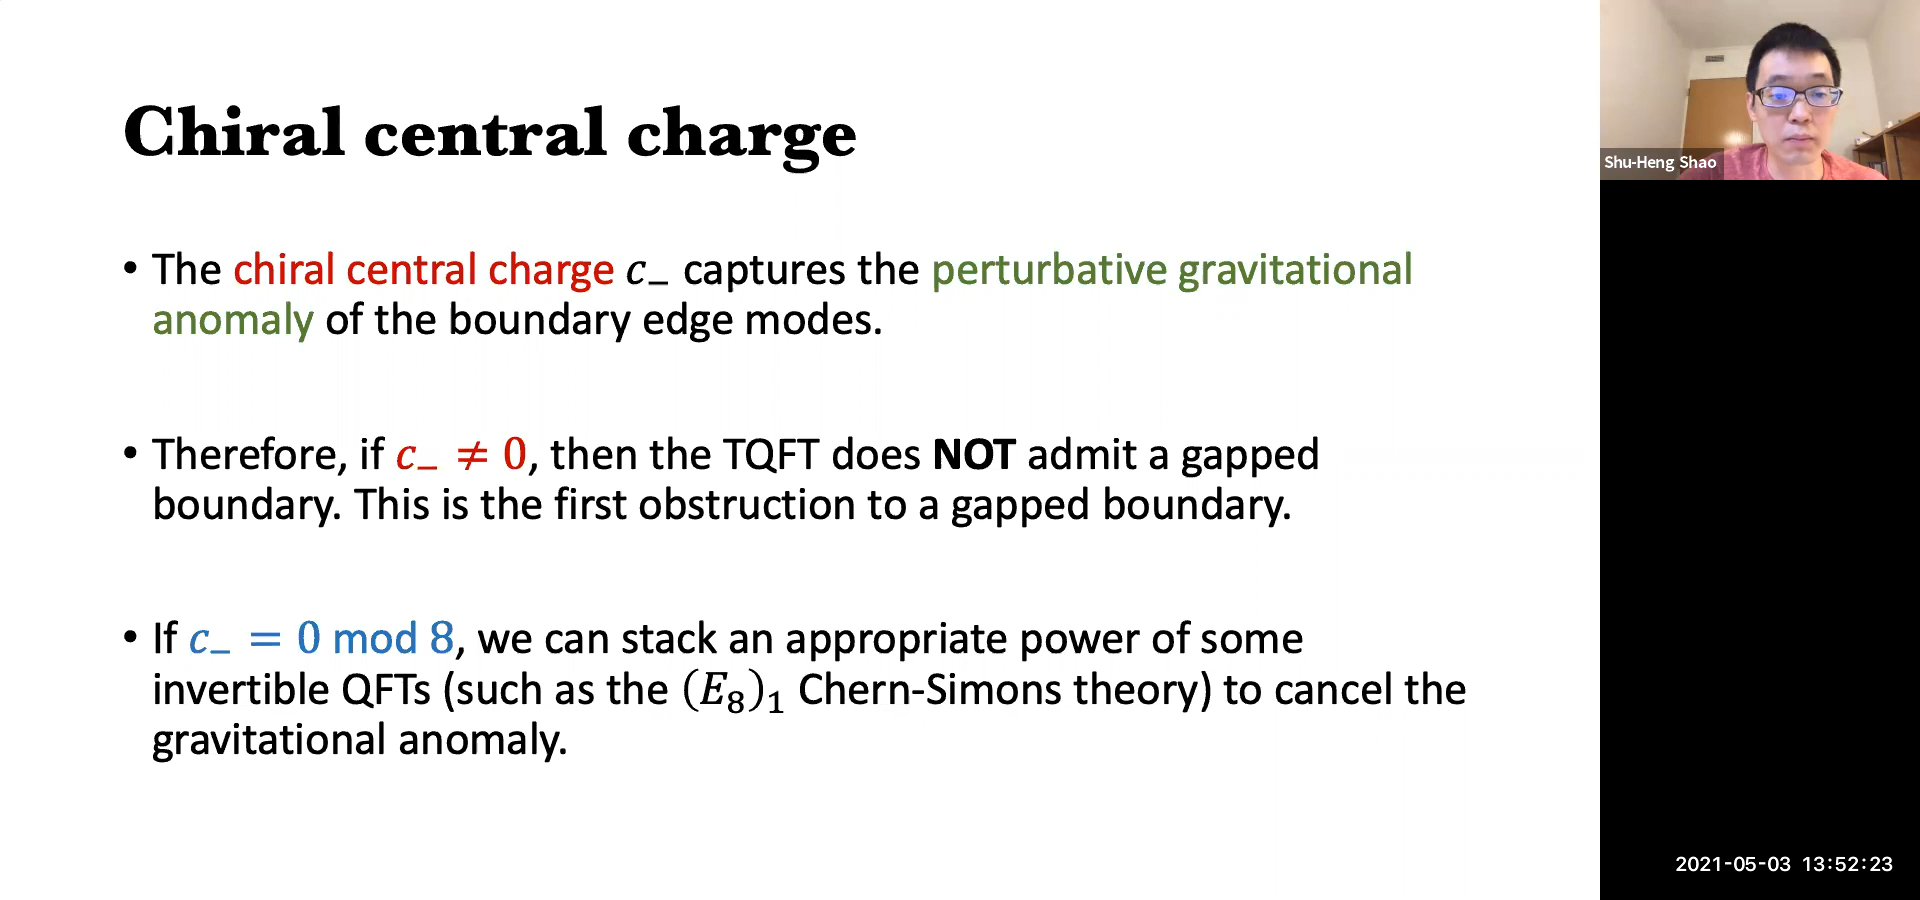 Chiral central charge
• The chiral central charge c₋ captures the perturbative gravitational
anomaly of the boundary edge modes.
• Therefore, if c₋ ≠ 0, then the TQFT does NOT admit a gapped
boundary. This is the first obstruction to a gapped boundary.
• If c₋ = 0 mod 8, we can stack an appropriate power of some
invertible QFTs (such as the (E₈)₁ Chern-Simons theory) to cancel the
gravitational anomaly.
Shu-Heng Shao
2021-05-03 13:52:23